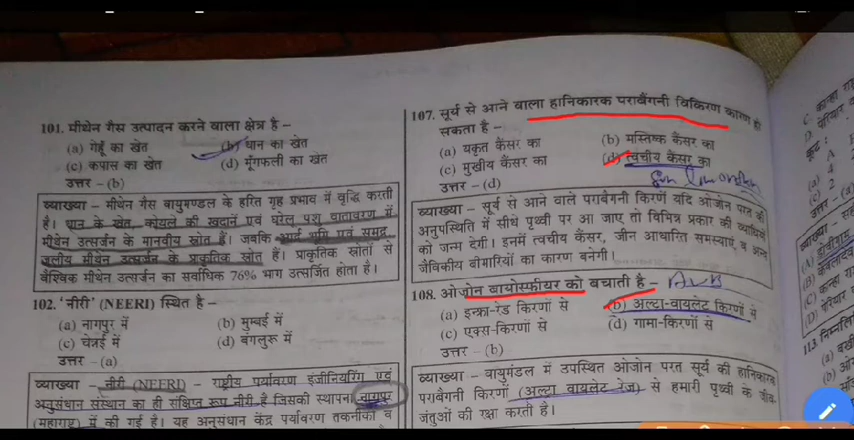 101. मीथेन गैस उत्पादन करने वाला क्षेत्र है –
(a) गेहूँ का खेत (b) धान का खेत
(c) कपास का खेत (d) मूँगफली का खेत
उत्तर –(b)
व्याख्या – मीथेन गैस वायुमण्डल के हरित गृह प्रभाव में वृद्धि करती
है। धान के खेत, कोयले की खदानें एवं घरेलू पशु वातावरण में
मीथेन उत्सर्जन के मानवीय स्रोत हैं। जबकि आर्द्र भूमि एवं समुद्र
जलीय मीथेन उत्सर्जन के प्राकृतिक स्रोत हैं। प्राकृतिक स्रोतों से
वैश्विक मीथेन उत्सर्जन का सर्वाधिक 76% भाग उत्सर्जित होता है।
102. 'नीरी' (NEERI) स्थित है –
(a) नागपुर में (b) मुम्बई में
(c) चेन्नई में (d) बंगलुरू में
उत्तर –(a)
व्याख्या – नीरी (NEERI) - राष्ट्रीय पर्यावरण इंजीनियरिंग एवं
अनुसंधान संस्थान का ही संक्षिप्त रूप नीरी है जिसकी स्थापना नागपुर
(महाराष्ट्र) में की गई है। यह अनुसंधान केंद्र पर्यावरण तकनीकी व
107. सूर्य से आने वाला हानिकारक पराबैंगनी विकिरण कारण हो
सकता है –
(a) यकृत कैंसर का (b) मस्तिष्क कैंसर का
(c) मुखीय कैंसर का (d) त्वचीय कैंसर का
उत्तर –(d)
व्याख्या – सूर्य से आने वाले पराबैंगनी किरणें यदि ओजोन परत की
अनुपस्थिति में सीधे पृथ्वी पर आ जाए तो विभिन्न प्रकार की व्याधियों
को जन्म देगी। इनमें त्वचीय कैंसर, जीन आधारित समस्याएं व अन्य
जैविकीय बीमारियों का कारण बनेगी।
108. ओजोन बायोस्फीयर को बचाती है –
(a) इन्फ्रा-रेड किरणों से (b) अल्ट्रा-वायलेट किरणों से
(c) एक्स-किरणों से (d) गामा-किरणों से
उत्तर –(b)
व्याख्या – वायुमंडल में उपस्थित ओजोन परत सूर्य की हानिकारक
पराबैगनी किरणों (अल्ट्रा वायलेट रेज) से हमारी पृथ्वी के जीव-
जंतुओं की रक्षा करती है।